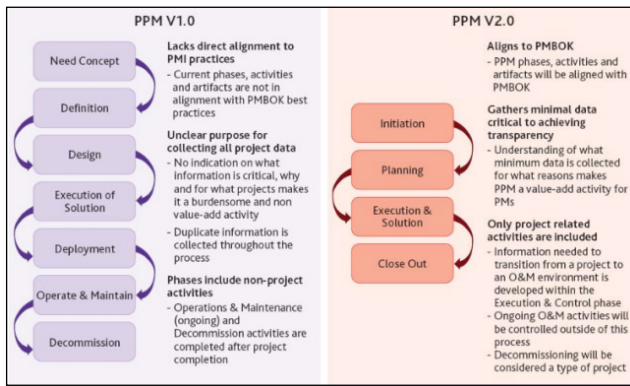 PPM V1.0
Need Concept
Definition
Design
Execution of
Solution
Deployment
Operate & Maintain
Decommission
Lacks direct alignment to
PMI practices
- Current phases, activities
and artifacts are not in
alignment with PMBOK best
practices
Unclear purpose for
collecting all project data
- No indication on what
information is critical, why
and for what projects makes
it a burdensome and non
value-add activity
- Duplicate information is
collected throughout the
process
Phases include non-project
activities
- Operations & Maintenance
(ongoing) and
Decommission activities are
completed after project
completion
PPM V2.0
Initiation
Planning
Execution &
Solution
Close Out
Aligns to PMBOK
- PPM phases, activities and
artifacts will be aligned with
PMBOK
Gathers minimal data
critical to achieving
transparency
- Understanding of what
minimum data is collected
for what reasons makes
PPM a value-add activity for
PMs
Only project related
activities are included
- Information needed to
transition from a project to
an O&M environment is
developed within the
Execution & Control phase
- Ongoing O&M activities will
be controlled outside of this
process
- Decommissioning will be
considered a type of project